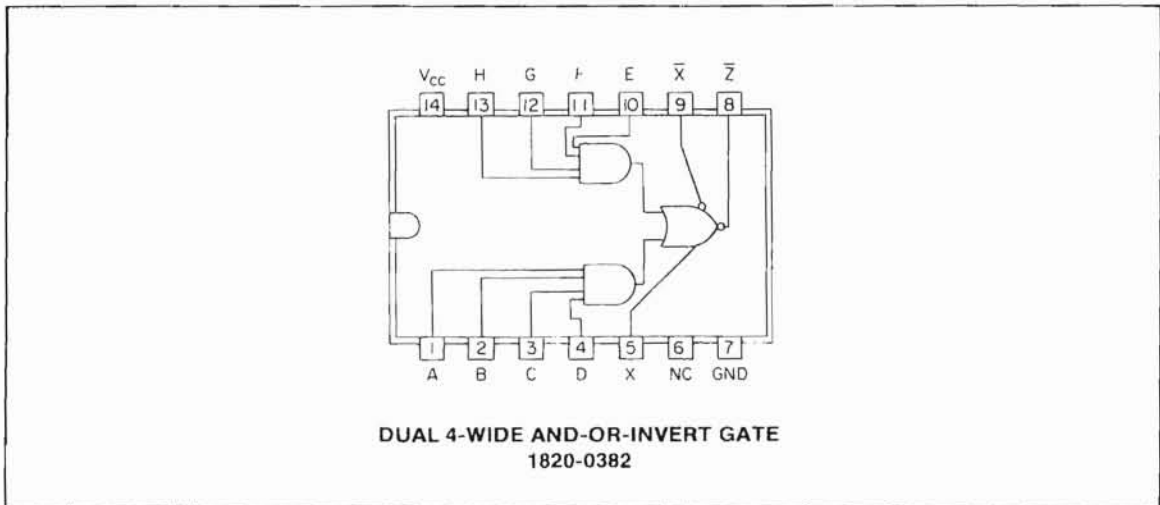 V_CC H G E X̅ Z̅
14 13 12 11 10 9 8
1 2 3 4 5 6 7
A B C D X NC GND
DUAL 4-WIDE AND-OR-INVERT GATE
1820-0382